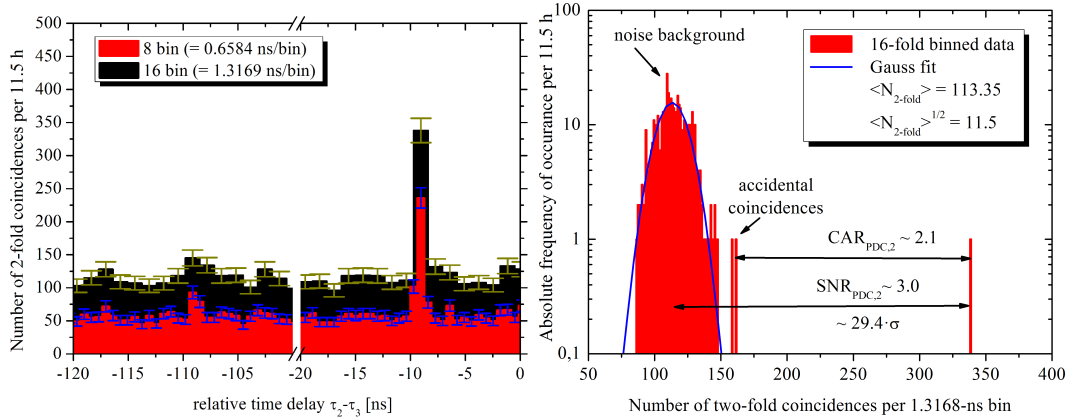 Number of 2-fold coincidences per 11.5 h
500
450
400
350
300
250
200
150
100
50
0
8 bin (= 0.6584 ns/bin)
16 bin (= 1.3169 ns/bin)
-120 -115 -110 -105 -20 -15 -10 -5 0
relative time delay τ2-τ3 [ns]
Absolute frequency of occurance per 11.5 h
100
10
1
0,1
noise background
16-fold binned data
Gauss fit
<N2-fold> = 113.35
<N2-fold>^1/2 = 11.5
accidental
coincidences
CARPDC,2 ~ 2.1
SNRPDC,2 ~ 3.0
~ 29.4·σ
50 100 150 200 250 300 350 400
Number of two-fold coincidences per 1.3168-ns bin